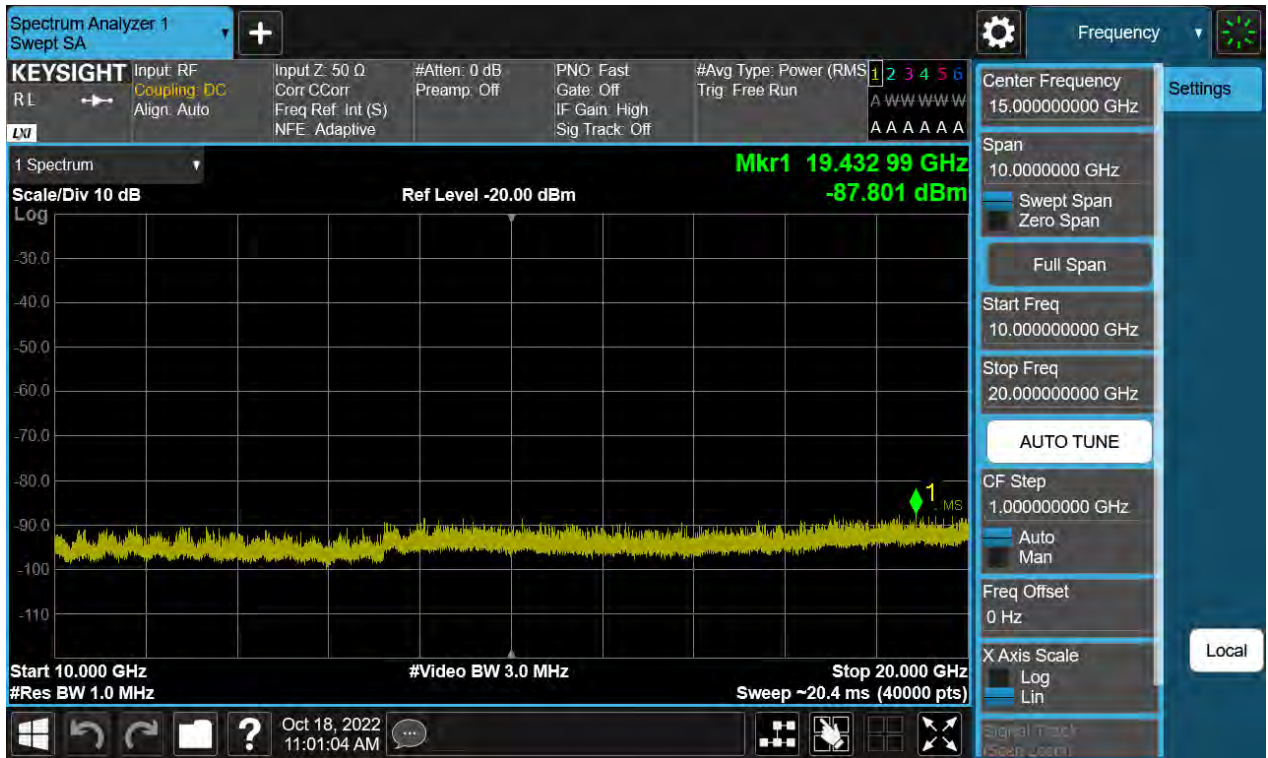 Spectrum Analyzer 1
Swept SA
Frequency
KEYSIGHT
RL
LXI
Input: RF
Coupling: DC
Align: Auto
Input Z: 50 Ω
Corr CCorr
Freq Ref: Int (S)
NFE: Adaptive
#Atten: 0 dB
Preamp: Off
PNO: Fast
Gate: Off
IF Gain: High
Sig Track: Off
#Avg Type: Power (RMS
Trig: Free Run
1 2 3 4 5 6
A W W W W W
A A A A A A
1 Spectrum
Mkr1 19.432 99 GHz
-87.801 dBm
Scale/Div 10 dB
Ref Level -20.00 dBm
Log
-30.0
-40.0
-50.0
-60.0
-70.0
-80.0
-90.0
-100
-110
1
Start 10.000 GHz
#Video BW 3.0 MHz
Stop 20.000 GHz
#Res BW 1.0 MHz
Sweep ~20.4 ms (40000 pts)
?
Oct 18, 2022
11:01:04 AM
Center Frequency
15.000000000 GHz
Span
10.0000000 GHz
Swept Span
Zero Span
Full Span
Start Freq
10.000000000 GHz
Stop Freq
20.000000000 GHz
AUTO TUNE
CF Step
1.000000000 GHz
Auto
Man
Freq Offset
0 Hz
X Axis Scale
Log
Lin
Signal Track
(Span Zoom)
Settings
Local